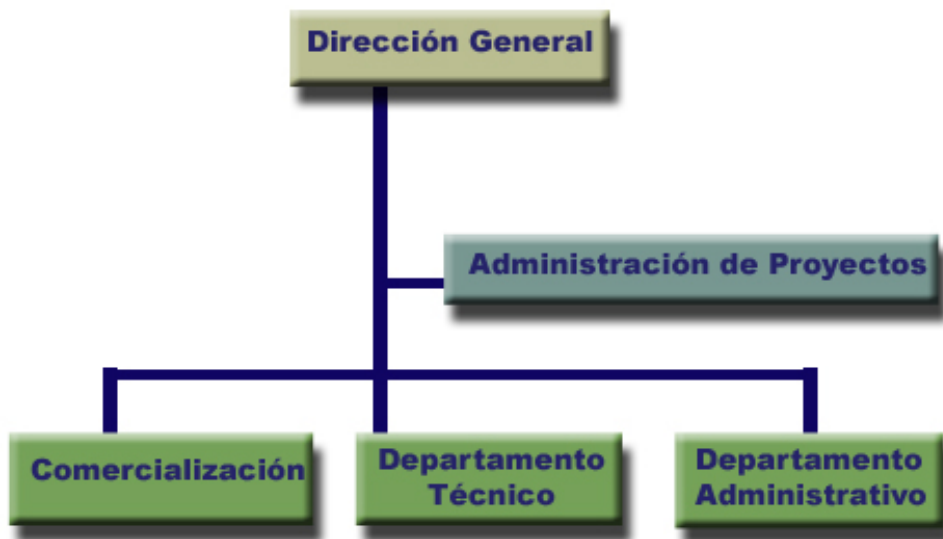 Dirección General
Administración de Proyectos
Comercialización
Departamento
Técnico
Departamento
Administrativo